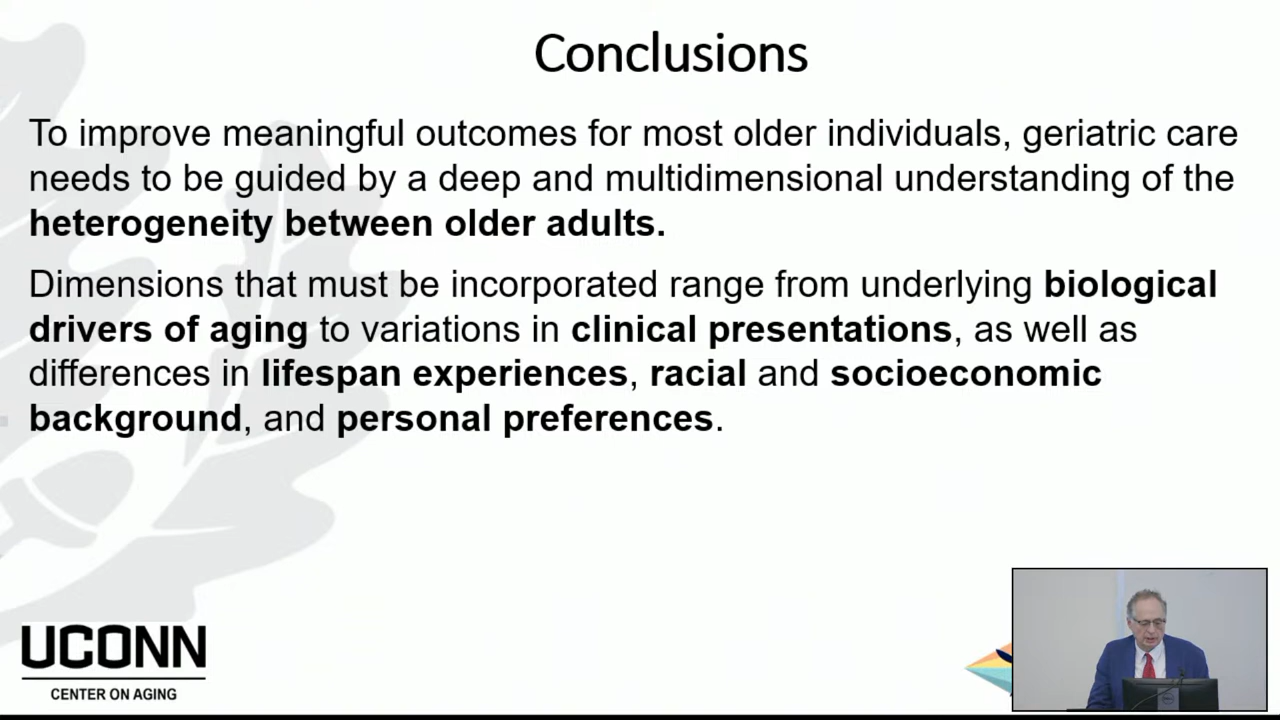 Conclusions
To improve meaningful outcomes for most older individuals, geriatric care
needs to be guided by a deep and multidimensional understanding of the
heterogeneity between older adults.
Dimensions that must be incorporated range from underlying biological
drivers of aging to variations in clinical presentations, as well as
differences in lifespan experiences, racial and socioeconomic
background, and personal preferences.
UCONN
CENTER ON AGING